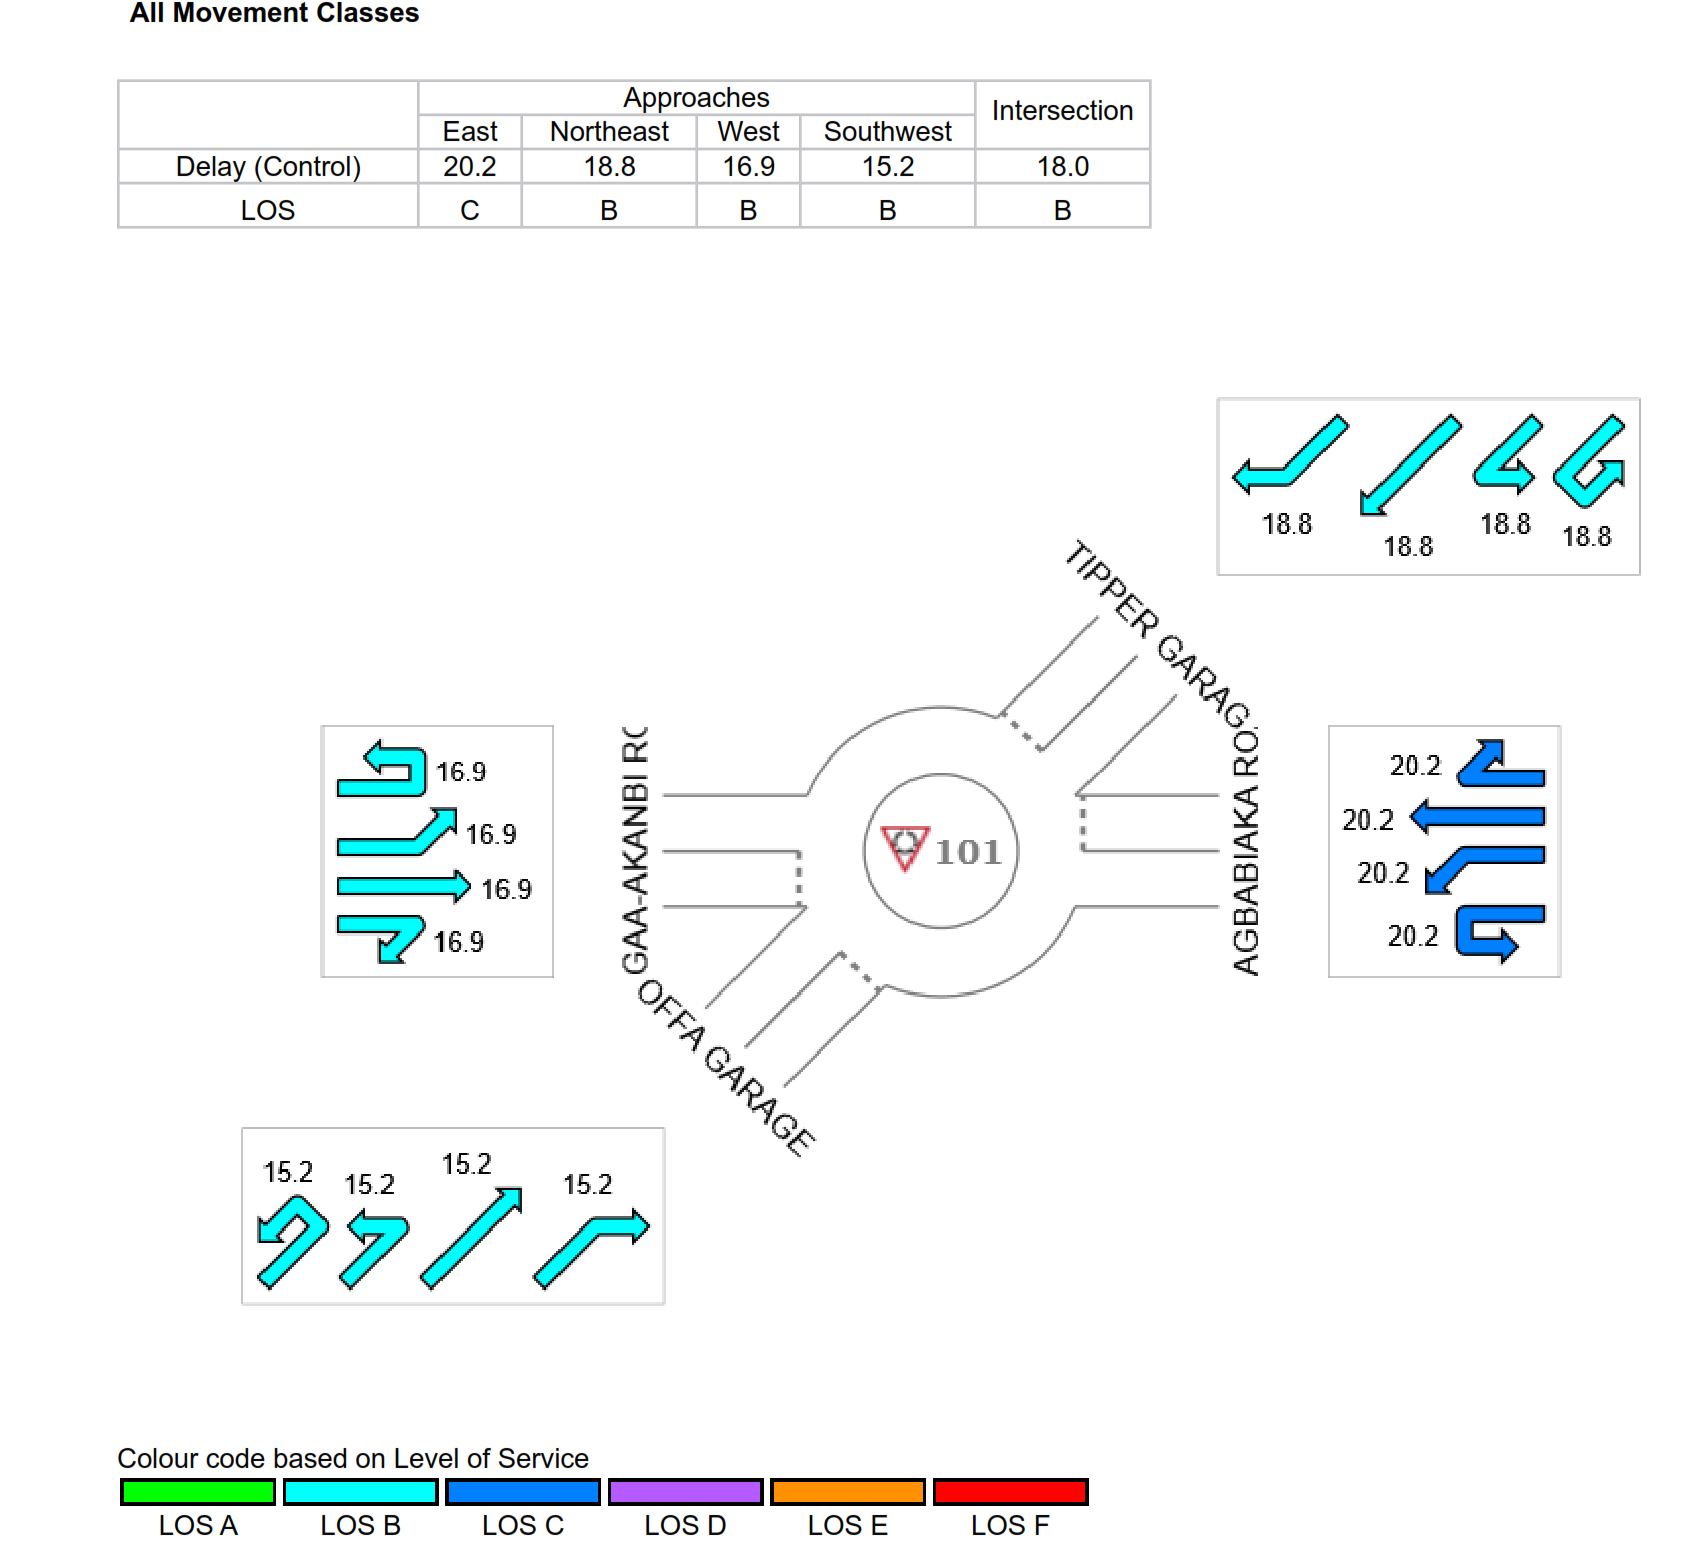 All Movement Classes
Approaches Intersection
East Northeast West Southwest
Delay (Control) 20.2 18.8 16.9 15.2 18.0
LOS C B B B B
18.8 18.8 18.8 18.8
TIPPER GARAG
16.9
16.9
16.9
16.9
GAA-AKANBI
101
AGBABIAKA
20.2
20.2
20.2
20.2
OFFA GARAGE
15.2 15.2 15.2 15.2
Colour code based on Level of Service
LOS A LOS B LOS C LOS D LOS E LOS F